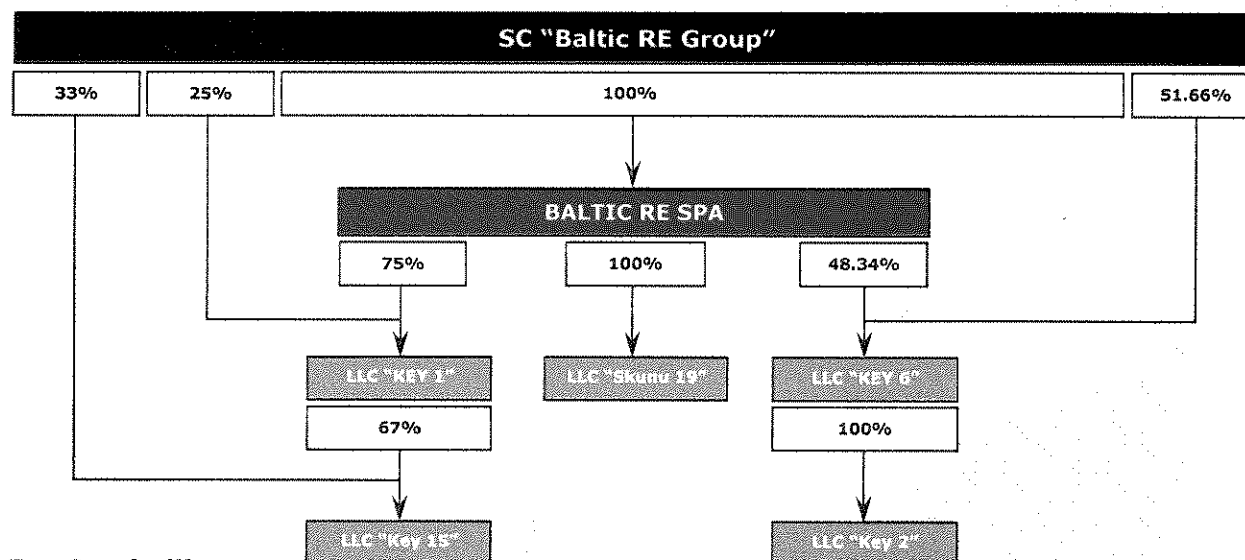 SC "Baltic RE Group"
33% 25% 100% 51.66%
BALTIC RE SPA
75% 100% 48.34%
LLC "KEY 1" LLC "Skunu 19" LLC "KEY 6"
67% 100%
LLC "Key 15" LLC "Key 2"